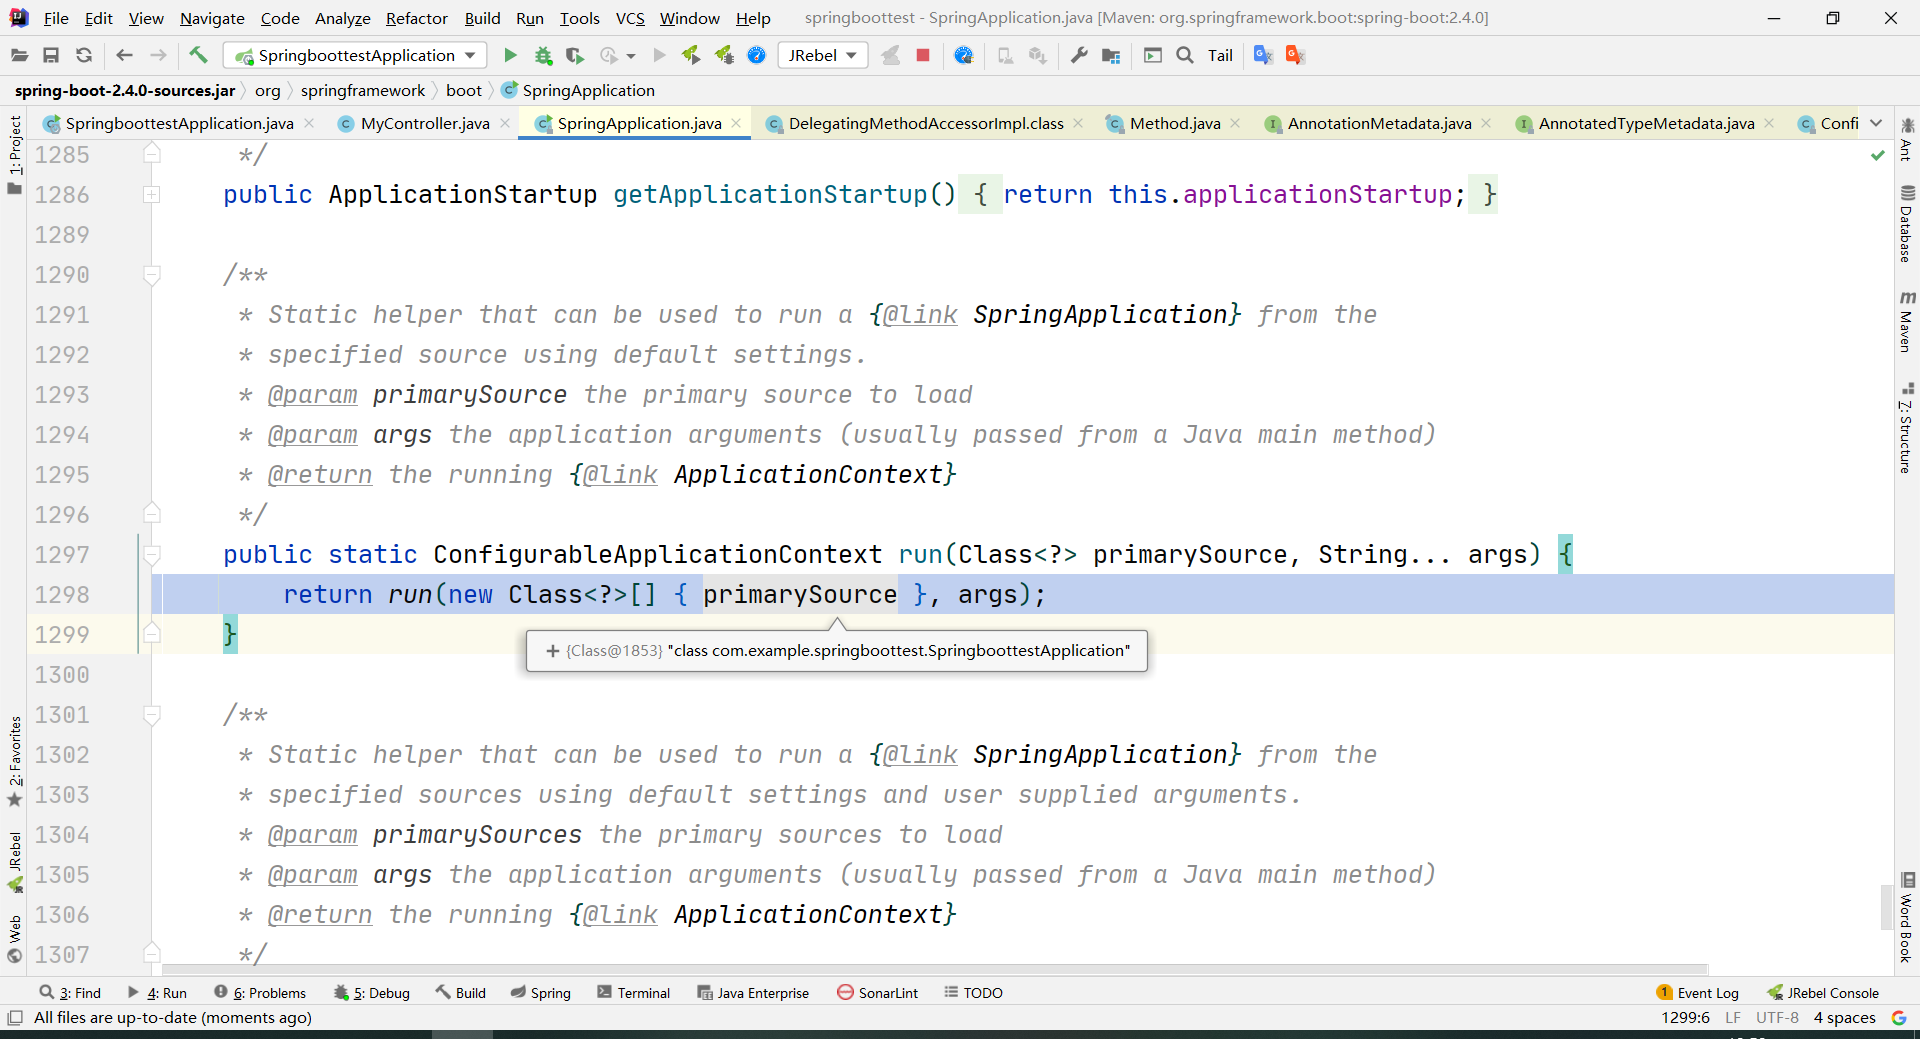 File Edit View Navigate Code Analyze Refactor Build Run Tools VCS Window Help springboottest - SpringApplication.java [Maven: org.springframework.boot:spring-boot:2.4.0]
SpringboottestApplication JRebel Tail
spring-boot-2.4.0-sources.jar org springframework boot SpringApplication
SpringboottestApplication.java MyController.java SpringApplication.java DelegatingMethodAccessorImpl.class Method.java AnnotationMetadata.java AnnotatedTypeMetadata.java Confi
1285 */
1286 public ApplicationStartup getApplicationStartup() { return this.applicationStartup; }
1289
1290 /**
1291 * Static helper that can be used to run a {@link SpringApplication} from the
1292 * specified source using default settings.
1293 * @param primarySource the primary source to load
1294 * @param args the application arguments (usually passed from a Java main method)
1295 * @return the running {@link ApplicationContext}
1296 */
1297 public static ConfigurableApplicationContext run(Class<?> primarySource, String... args) {
1298 return run(new Class<?>[] { primarySource }, args);
1299 }
+ {Class@1853} "class com.example.springboottest.SpringboottestApplication"
1300
1301 /**
1302 * Static helper that can be used to run a {@link SpringApplication} from the
1303 * specified sources using default settings and user supplied arguments.
1304 * @param primarySources the primary sources to load
1305 * @param args the application arguments (usually passed from a Java main method)
1306 * @return the running {@link ApplicationContext}
1307 */
1: Project
2: Favorites
JRebel
Web
Ant
Database
m Maven
7: Structure
Word Book
3: Find 4: Run 6: Problems 5: Debug Build Spring Terminal Java Enterprise SonarLint TODO 1 Event Log JRebel Console
All files are up-to-date (moments ago) 1299:6 LF UTF-8 4 spaces